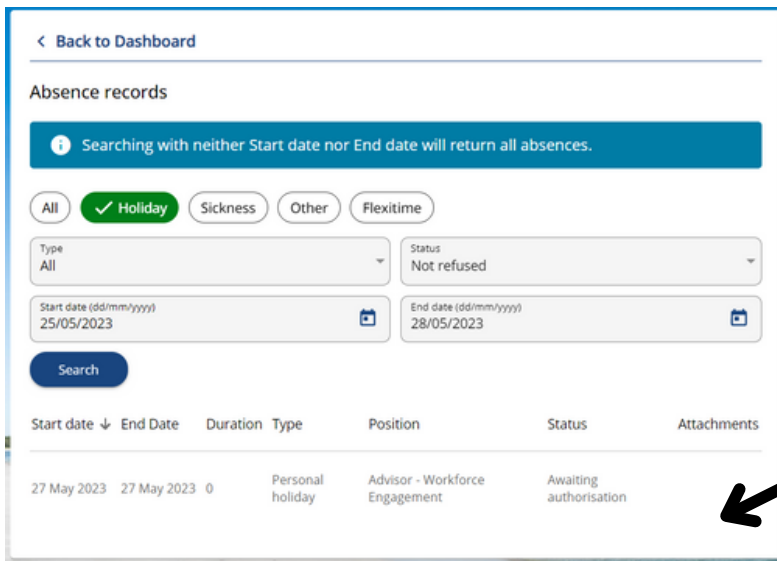 Back to Dashboard
Absence records
Searching with neither Start date nor End date will return all absences.
All Holiday Sickness Other Flexitime
Type Status
All Not refused
Start date (dd/mm/yyyy) End date (dd/mm/yyyy)
25/05/2023 28/05/2023
Search
Start date End Date Duration Type Position Status Attachments
27 May 2023 27 May 2023 0 Personal holiday Advisor - Workforce Engagement Awaiting authorisation